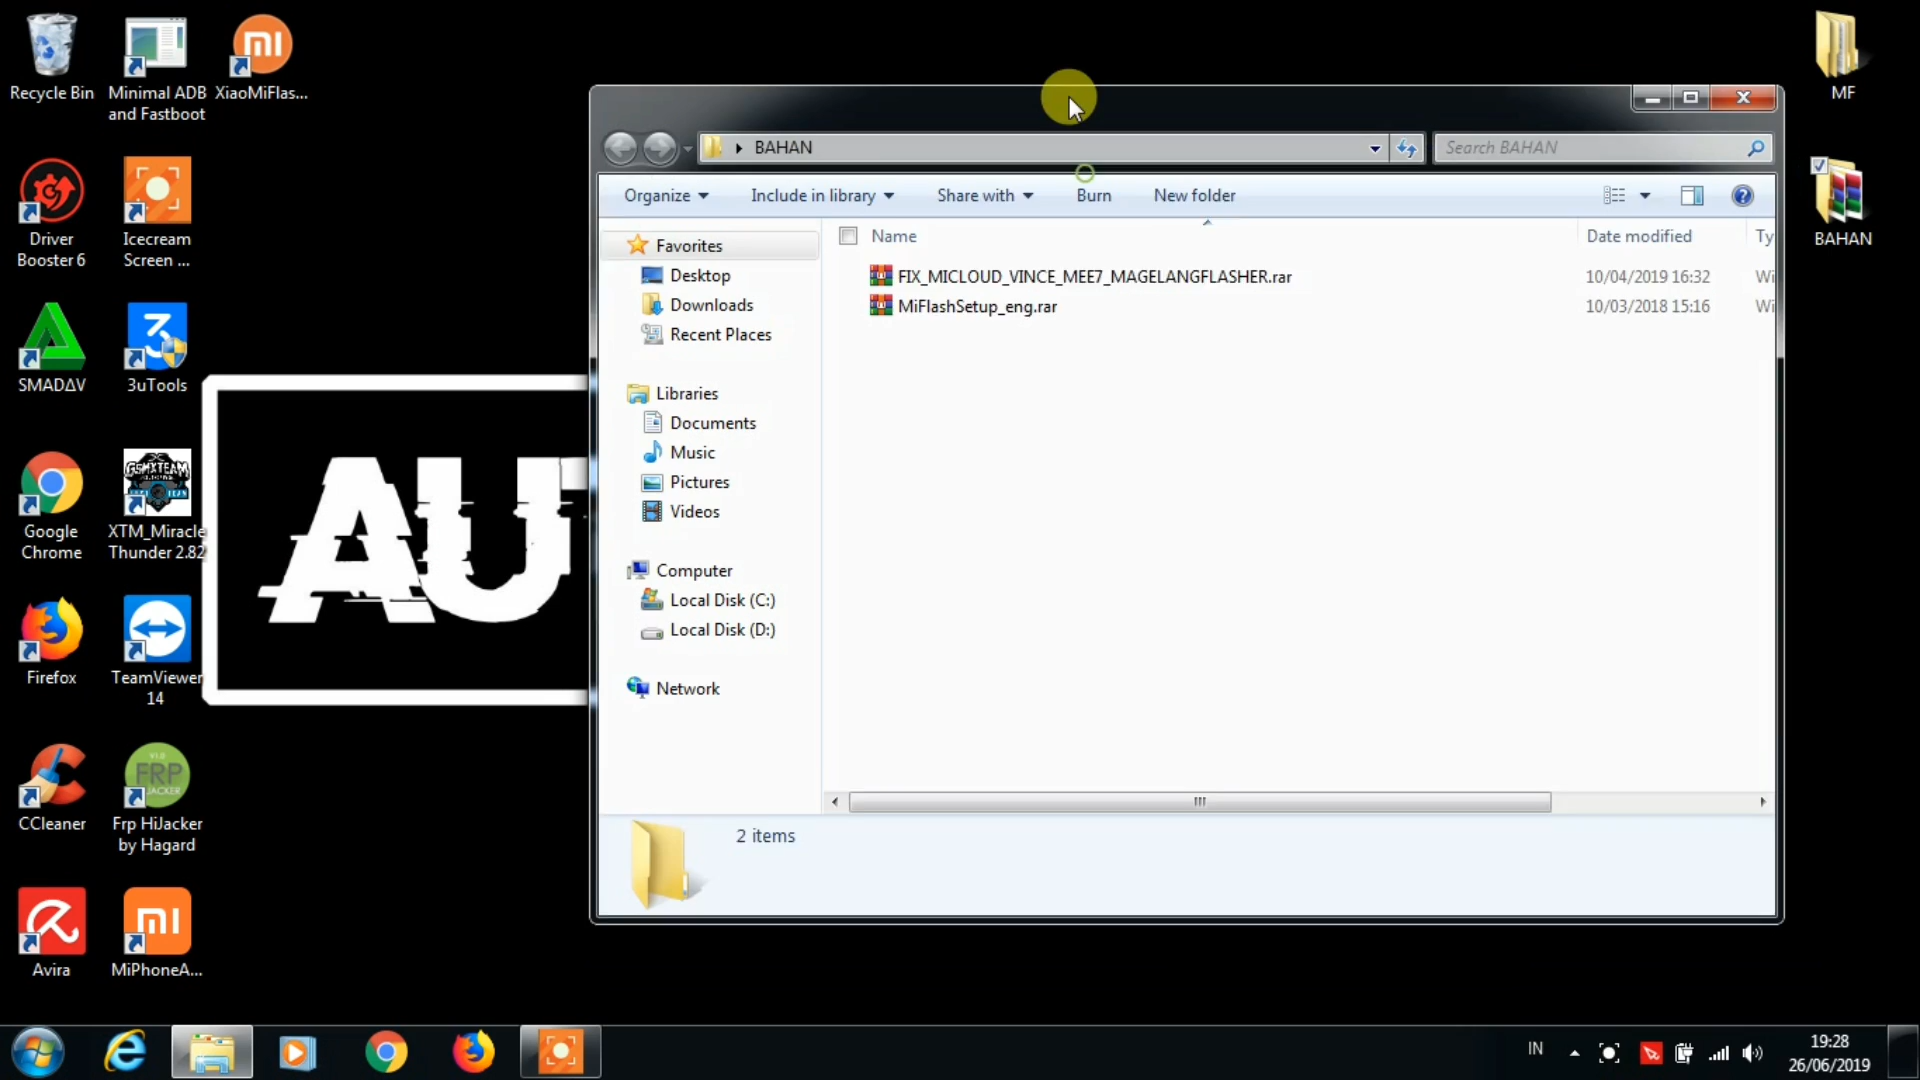 Recycle Bin
Minimal ADB
and Fastboot
XiaoMiFlas...
MF
BAHAN
Search BAHAN
Organize
Include in library
Share with
Burn
New folder
Driver
Booster 6
Icecream
Screen ...
BAHAN
Favorites
Desktop
Downloads
Recent Places
Libraries
Documents
Music
Pictures
Videos
Computer
Local Disk (C:)
Local Disk (D:)
Network
Name
Date modified
Ty
FIX_MICLOUD_VINCE_MEE7_MAGELANGFLASHER.rar
10/04/2019 16:32
Wi
MiFlashSetup_eng.rar
10/03/2018 15:16
Wi
SMADΔV
3uTools
AU
Google
Chrome
XTM_Miracle
Thunder 2.82
Firefox
TeamViewer
14
CCleaner
FRP
Frp HiJacker
by Hagard
2 items
Avira
MiPhoneA...
IN
19:28
26/06/2019